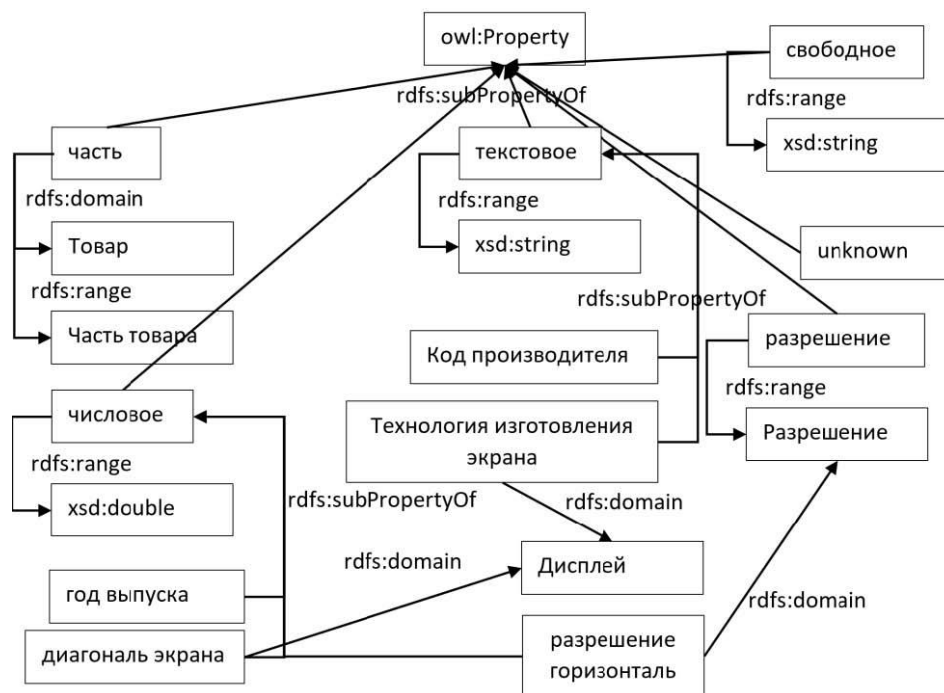 owl:Property
свободное
rdfs:subPropertyOf
rdfs:range
часть
текстовое
xsd:string
rdfs:domain
rdfs:range
Товар
xsd:string
unknown
rdfs:range
rdfs:subPropertyOf
Часть товара
Код производителя
разрешение
rdfs:range
числовое
Технология изготовления
экрана
Разрешение
rdfs:range
xsd:double
rdfs:subPropertyOf
rdfs:domain
rdfs:domain
Дисплей
год выпуска
rdfs:domain
диагональ экрана
разрешение
горизонталь